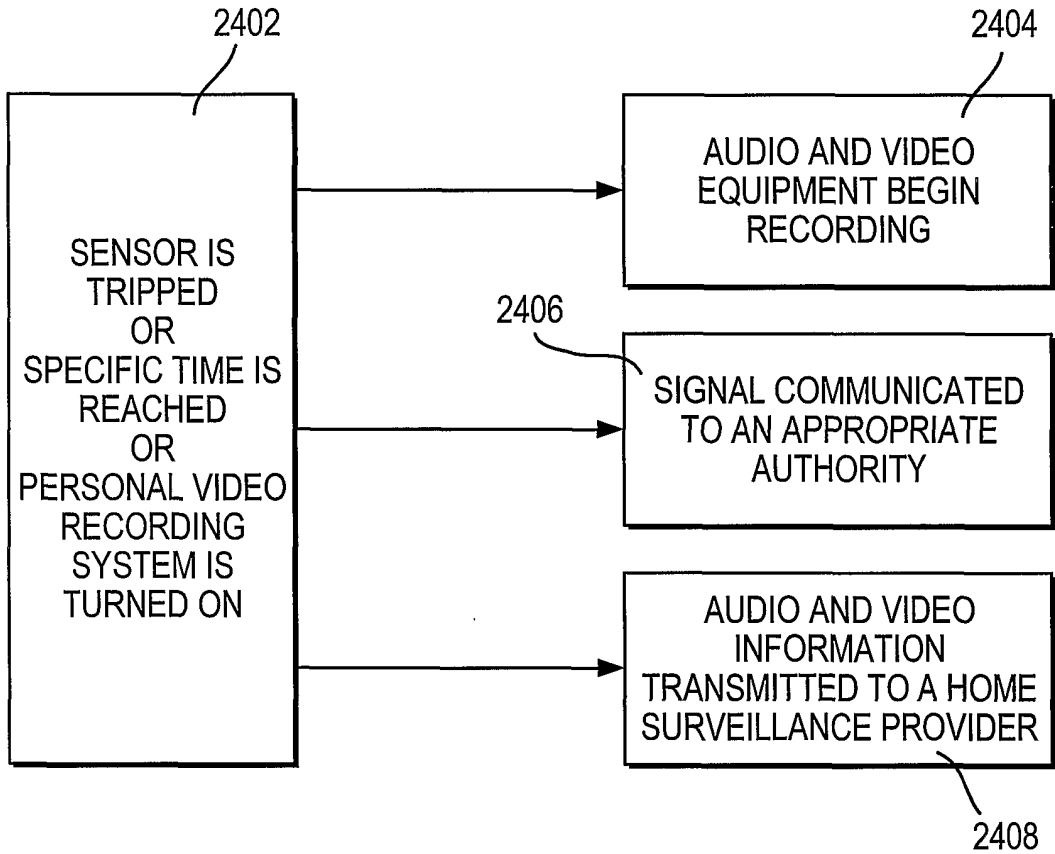 2402
SENSOR IS
TRIPPED
OR
SPECIFIC TIME IS
REACHED
OR
PERSONAL VIDEO
RECORDING
SYSTEM IS
TURNED ON
2404
AUDIO AND VIDEO
EQUIPMENT BEGIN
RECORDING
2406
SIGNAL COMMUNICATED
TO AN APPROPRIATE
AUTHORITY
AUDIO AND VIDEO
INFORMATION
TRANSMITTED TO A HOME
SURVEILLANCE PROVIDER
2408